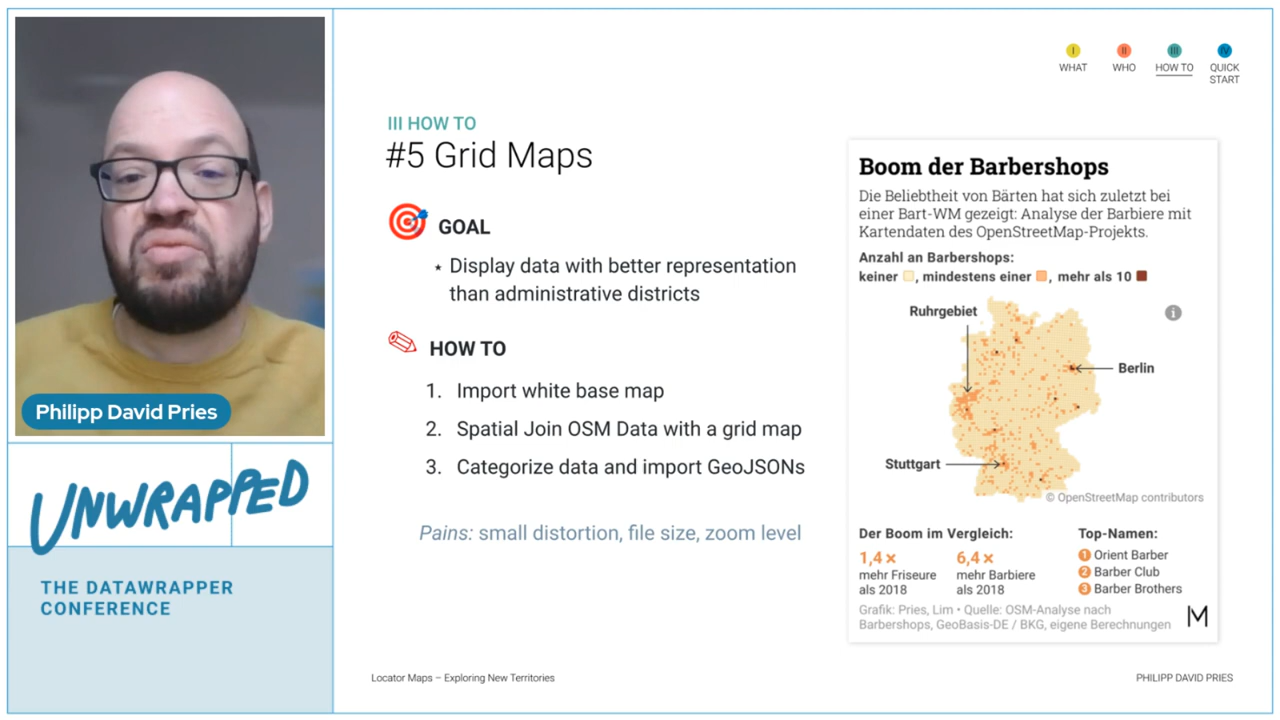 I
II
III
IV
WHAT
WHO
HOW TO
QUICK
START
III HOW TO
#5 Grid Maps
GOAL
Display data with better representation
than administrative districts
HOW TO
1. Import white base map
2. Spatial Join OSM Data with a grid map
3. Categorize data and import GeoJSONs
Pains: small distortion, file size, zoom level
Boom der Barbershops
Die Beliebtheit von Bärten hat sich zuletzt bei
einer Bart-WM gezeigt: Analyse der Barbiere mit
Kartendaten des OpenStreetMap-Projekts.
Anzahl an Barbershops:
keiner , mindestens einer , mehr als 10
Ruhrgebiet
i
Berlin
Stuttgart
© OpenStreetMap contributors
Der Boom im Vergleich:
1,4 ×
mehr Friseure
als 2018
6,4 ×
mehr Barbiere
als 2018
Top-Namen:
1 Orient Barber
2 Barber Club
3 Barber Brothers
Grafik: Pries, Lim • Quelle: OSM-Analyse nach
Barbershops, GeoBasis-DE / BKG, eigene Berechnungen
M
Philipp David Pries
UNWRAPPED
THE DATAWRAPPER
CONFERENCE
Locator Maps – Exploring New Territories
PHILIPP DAVID PRIES